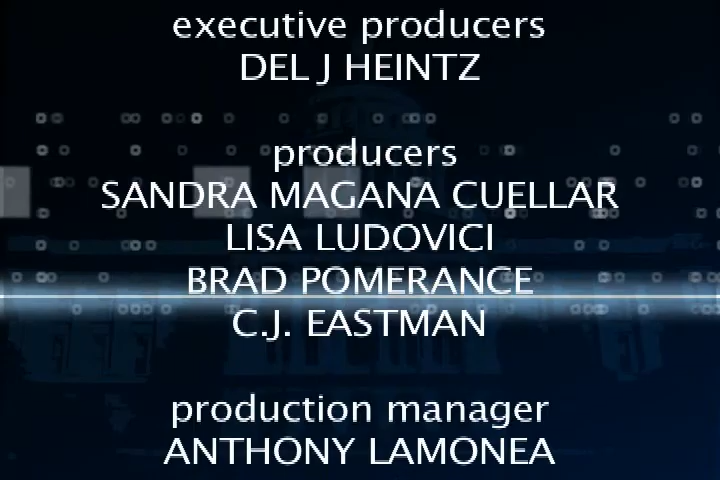 executive producers
DEL J HEINTZ
producers
SANDRA MAGANA CUELLAR
LISA LUDOVICI
BRAD POMERANCE
C.J. EASTMAN
production manager
ANTHONY LAMONEA